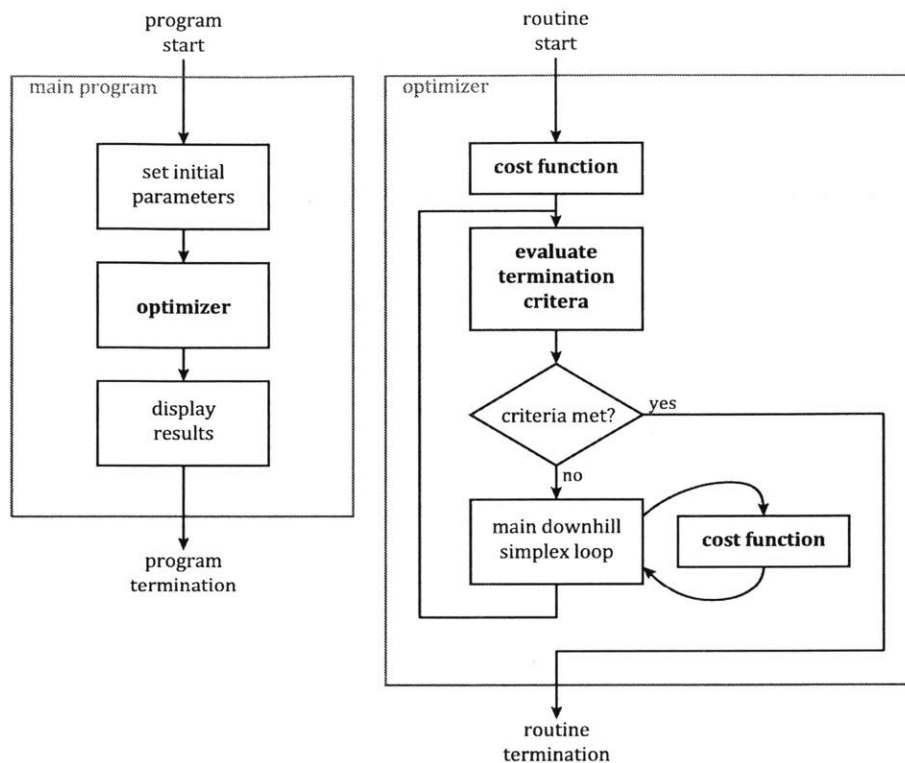 program
start
main program
set initial
parameters
optimizer
display
results
program
termination
routine
start
optimizer
cost function
evaluate
termination
critera
criteria met?
yes
no
main downhill
simplex loop
cost function
routine
termination